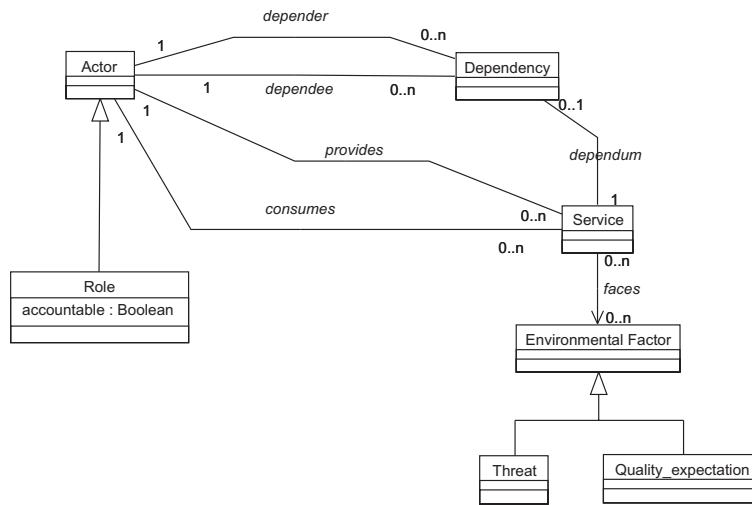 depender
1
0..n
Actor
Dependency
1
0..n
dependee
1
0..1
1
provides
dependum
consumes
1
0..n
Service
0..n
0..n
Role
accountable : Boolean
faces
0..n
Environmental Factor
Threat
Quality_expectation